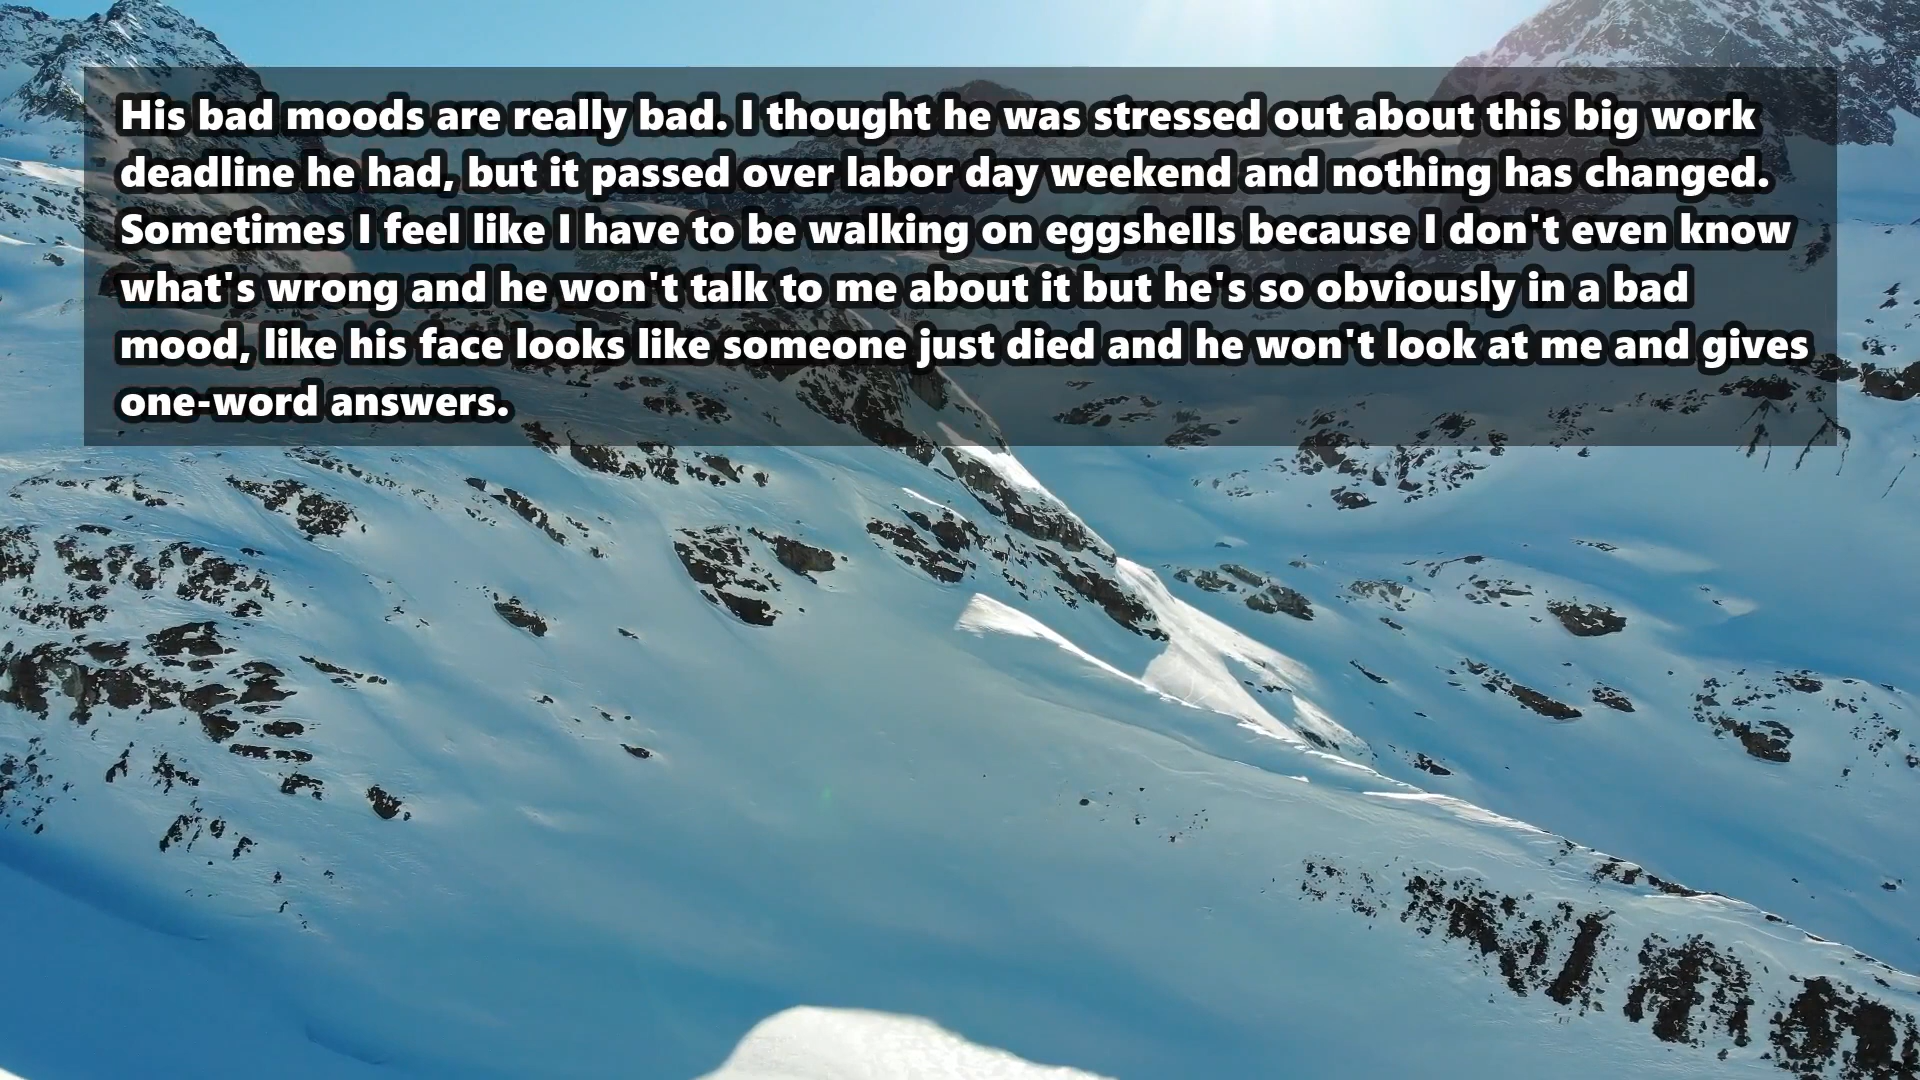 His bad moods are really bad. I thought he was stressed out about this big work
deadline he had, but it passed over labor day weekend and nothing has changed.
Sometimes I feel like I have to be walking on eggshells because I don't even know
what's wrong and he won't talk to me about it but he's so obviously in a bad
mood, like his face looks like someone just died and he won't look at me and gives
one-word answers.